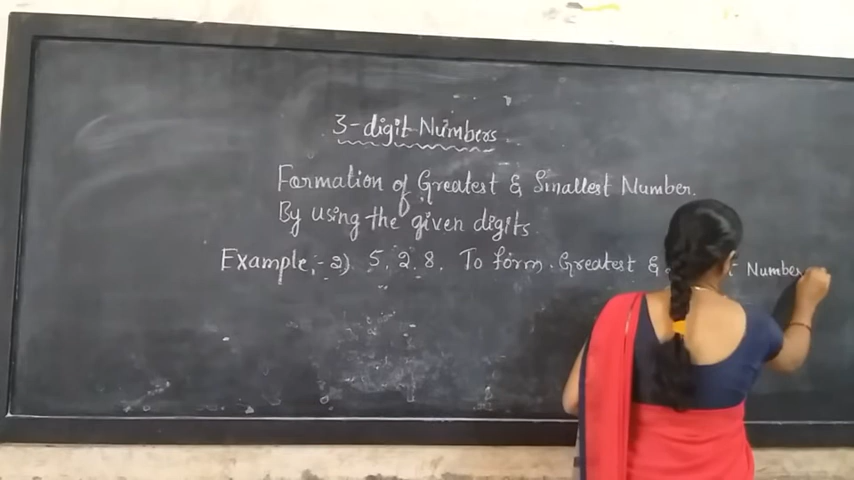 3-digit Numbers
Formation of Greatest & Smallest Number.
By using the given digits
Example:- 2) 5, 2, 8. To form. Greatest & Number